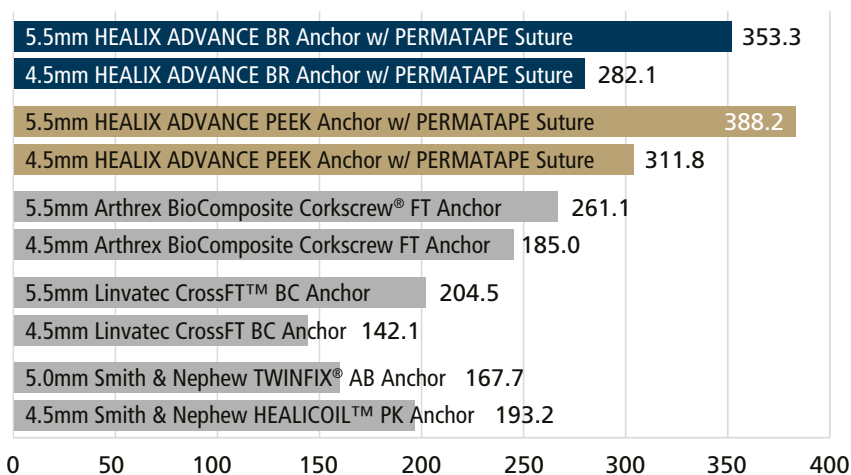 5.5mm HEALIX ADVANCE BR Anchor w/ PERMATAPE Suture 353.3
4.5mm HEALIX ADVANCE BR Anchor w/ PERMATAPE Suture 282.1
5.5mm HEALIX ADVANCE PEEK Anchor w/ PERMATAPE Suture 388.2
4.5mm HEALIX ADVANCE PEEK Anchor w/ PERMATAPE Suture 311.8
5.5mm Arthrex BioComposite Corkscrew® FT Anchor 261.1
4.5mm Arthrex BioComposite Corkscrew FT Anchor 185.0
5.5mm Linvatec CrossFT™ BC Anchor 204.5
4.5mm Linvatec CrossFT BC Anchor 142.1
5.0mm Smith & Nephew TWINFIX® AB Anchor 167.7
4.5mm Smith & Nephew HEALICOIL™ PK Anchor 193.2
0 50 100 150 200 250 300 350 400